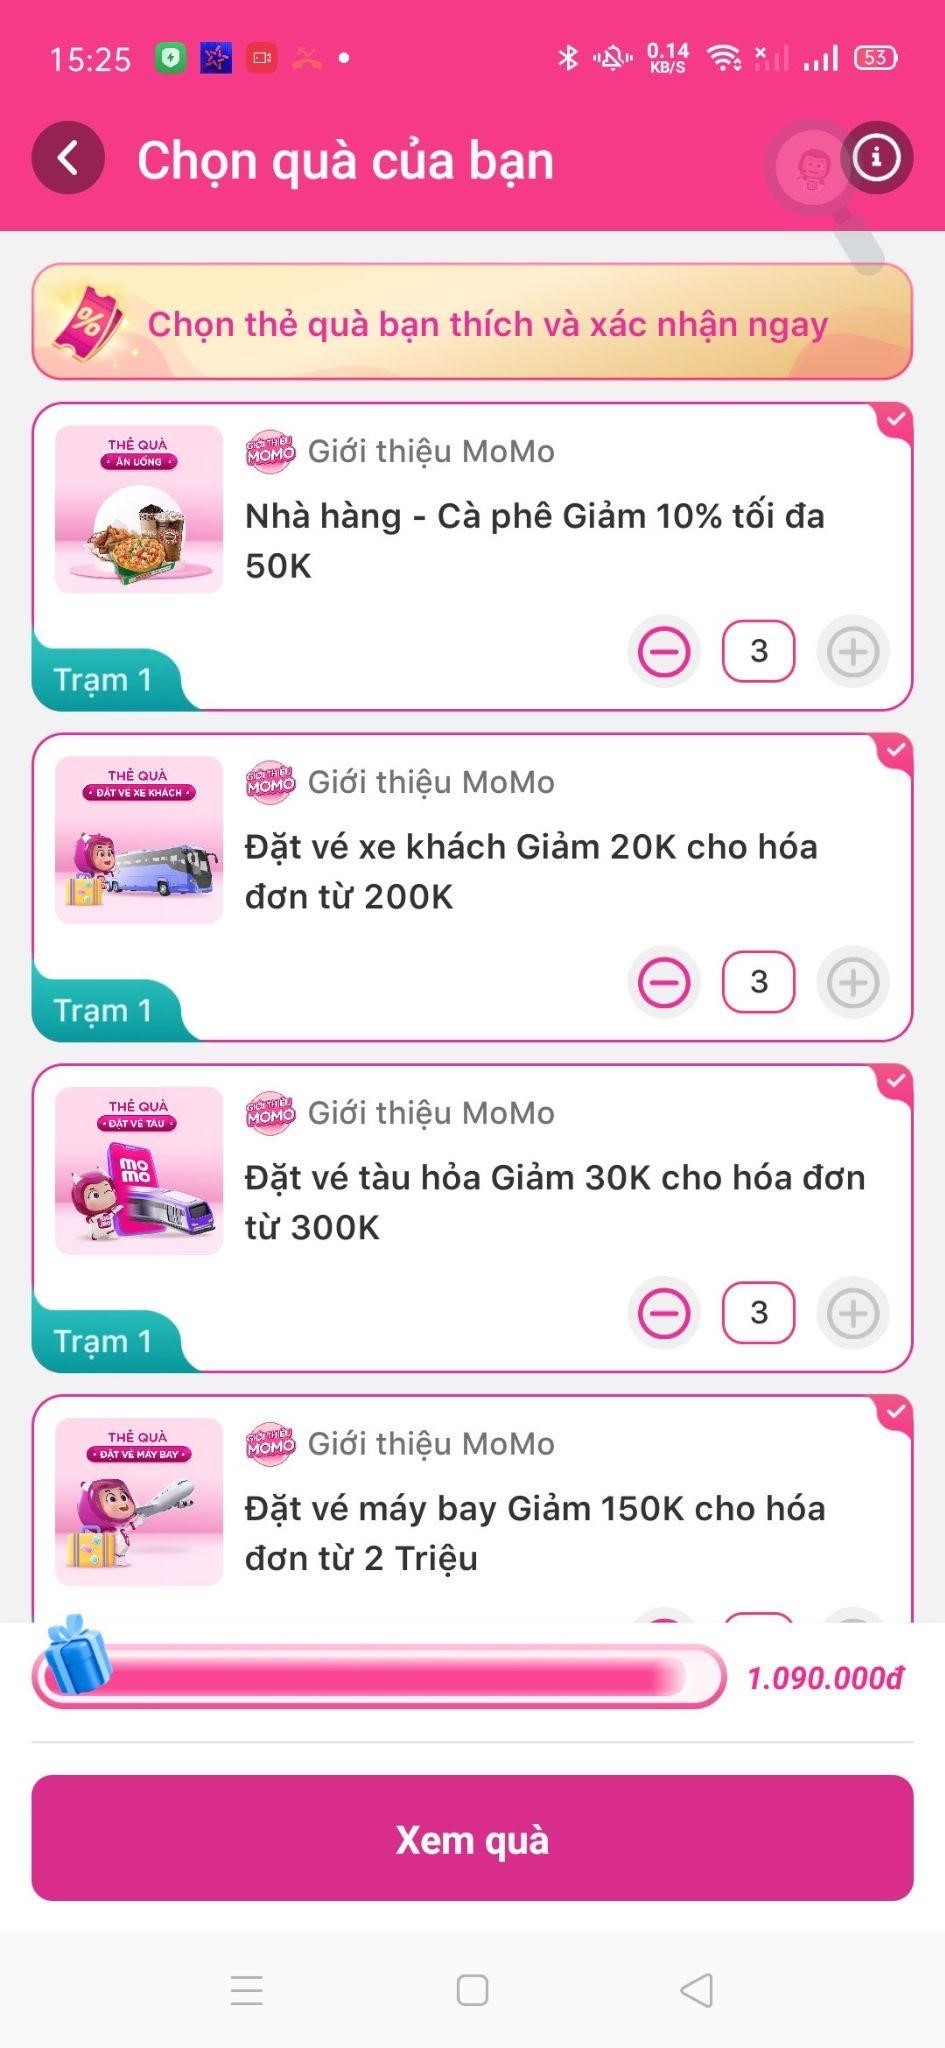 15:25
0.14
KB/S
53
Chọn quà của bạn
%
Chọn thẻ quà bạn thích và xác nhận ngay
THẺ QUÀ
• ĂN UỐNG •
GIỚI THIỆU
MOMO
Giới thiệu MoMo
Nhà hàng - Cà phê Giảm 10% tối đa
50K
3
Trạm 1
THẺ QUÀ
• ĐẶT VÉ XE KHÁCH •
GIỚI THIỆU
MOMO
Giới thiệu MoMo
Đặt vé xe khách Giảm 20K cho hóa
đơn từ 200K
3
Trạm 1
THẺ QUÀ
• ĐẶT VÉ TÀU •
mo
mo
GIỚI THIỆU
MOMO
Giới thiệu MoMo
Đặt vé tàu hỏa Giảm 30K cho hóa đơn
từ 300K
3
Trạm 1
THẺ QUÀ
• ĐẶT VÉ MÁY BAY •
GIỚI THIỆU
MOMO
Giới thiệu MoMo
Đặt vé máy bay Giảm 150K cho hóa
đơn từ 2 Triệu
1.090.000đ
Xem quà